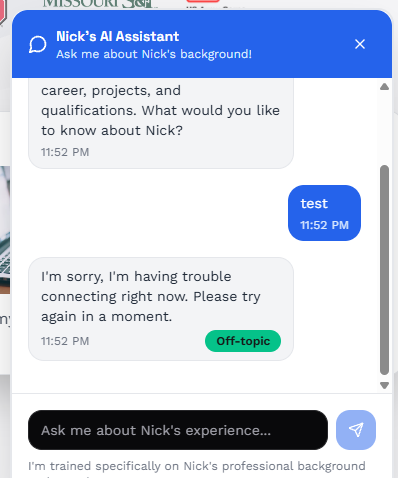 MISSOURI S&T
Nick's AI Assistant
Ask me about Nick's background!
career, projects, and
qualifications. What would you like
to know about Nick?
11:52 PM
test
11:52 PM
I'm sorry, I'm having trouble
connecting right now. Please try
again in a moment.
11:52 PM
Off-topic
my
Ask me about Nick's experience...
I'm trained specifically on Nick's professional background